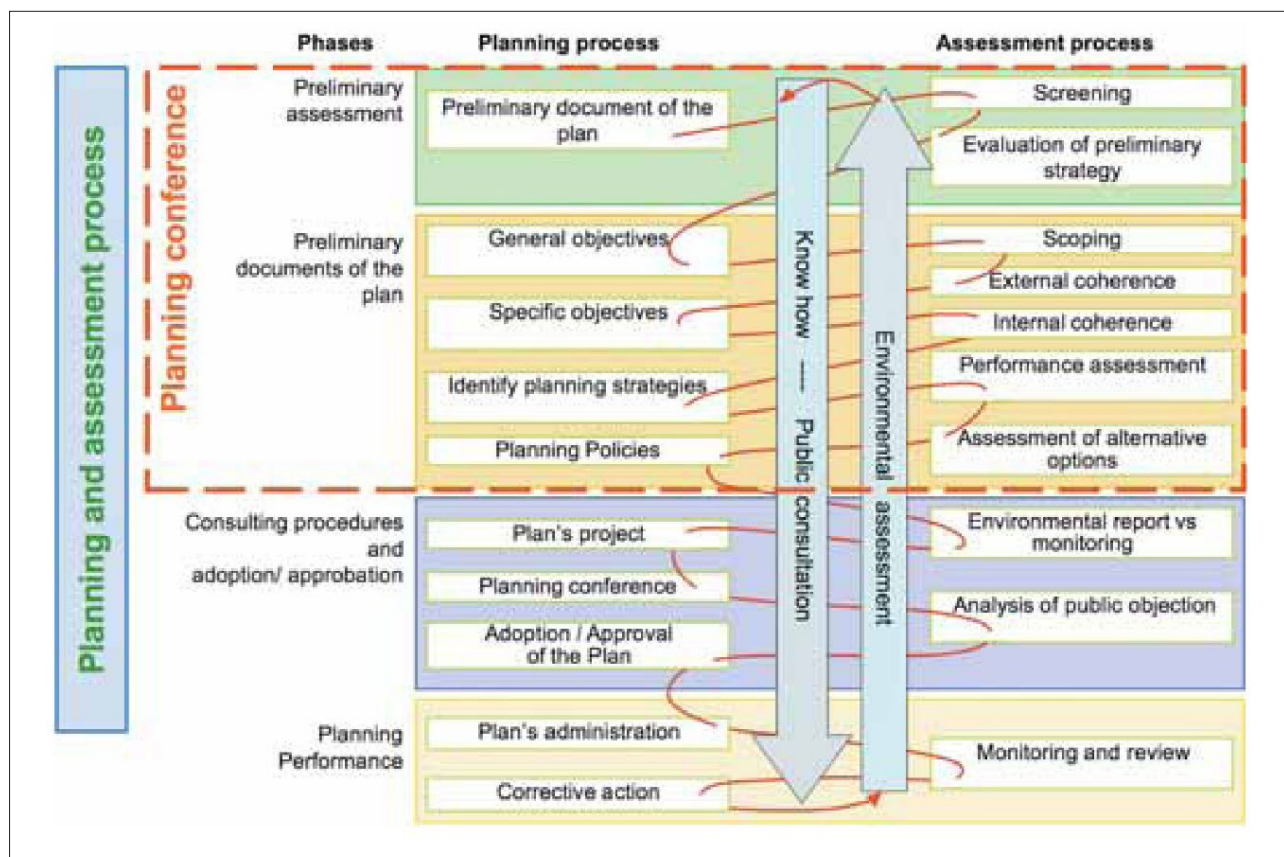 Phases
Planning process
Assessment process
Planning and assessment process
Planning conference
Preliminary
assessment
Preliminary document of the
plan
Screening
Evaluation of preliminary
strategy
Preliminary
documents of the
plan
General objectives
Specific objectives
Identify planning strategies
Planning Policies
Scoping
External coherence
Internal coherence
Performance assessment
Assessment of alternative
options
Know how ---- Public consultation
Environmental assessment
Consulting procedures
and
adoption/ approbation
Plan's project
Planning conference
Adoption / Approval
of the Plan
Environmental report vs
monitoring
Analysis of public objection
Planning
Performance
Plan's administration
Corrective action
Monitoring and review